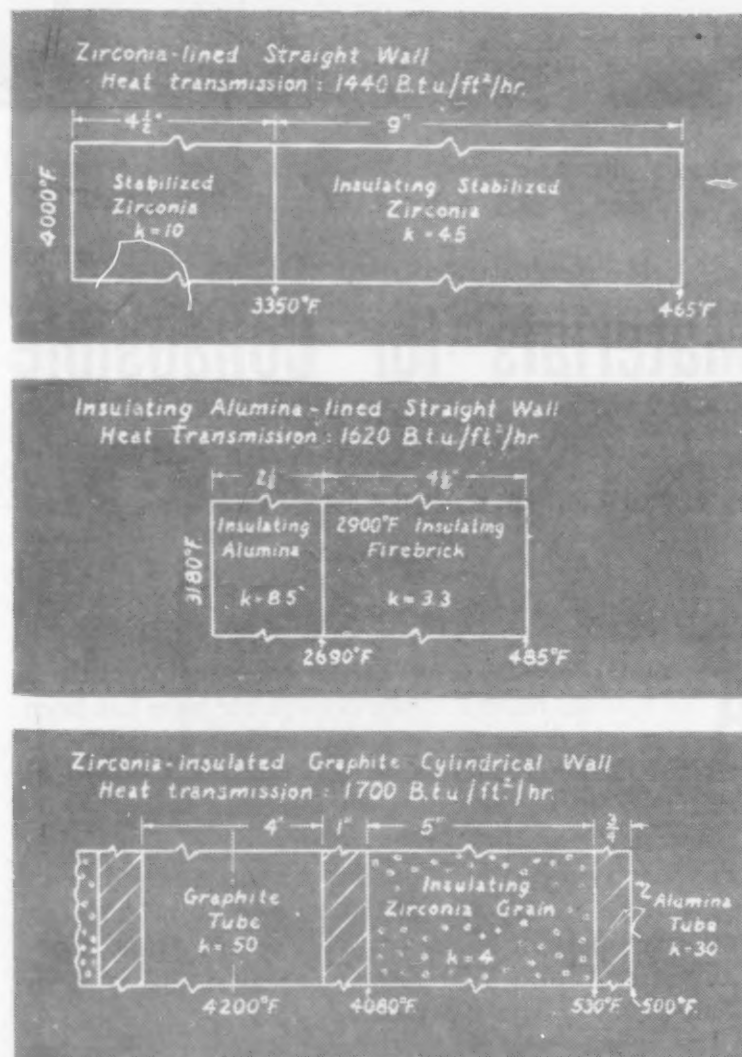 Zirconia-lined Straight Wall
Heat transmission: 1440 B.t.u./ft²/hr.
4½"
9"
4000°F.
Stabilized
Zirconia
k=10
Insulating Stabilized
Zirconia
k=4.5
3350°F.
465°F
Insulating Alumina-lined Straight Wall
Heat Transmission: 1620 B.t.u./ft²/hr
2½"
4½"
3180°F.
Insulating
Alumina
k=8.5
2900°F Insulating
Firebrick
k=3.3
2690°F.
485°F.
Zirconia-insulated Graphite Cylindrical Wall
Heat transmission: 1700 B.t.u/ft²/hr.
4"
1"
5"
¾"
Graphite
Tube
k=50
Insulating
Zirconia Grain
k=4
Alumina
Tube
k=30
4200°F.
4080°F.
530°F.
500°F.